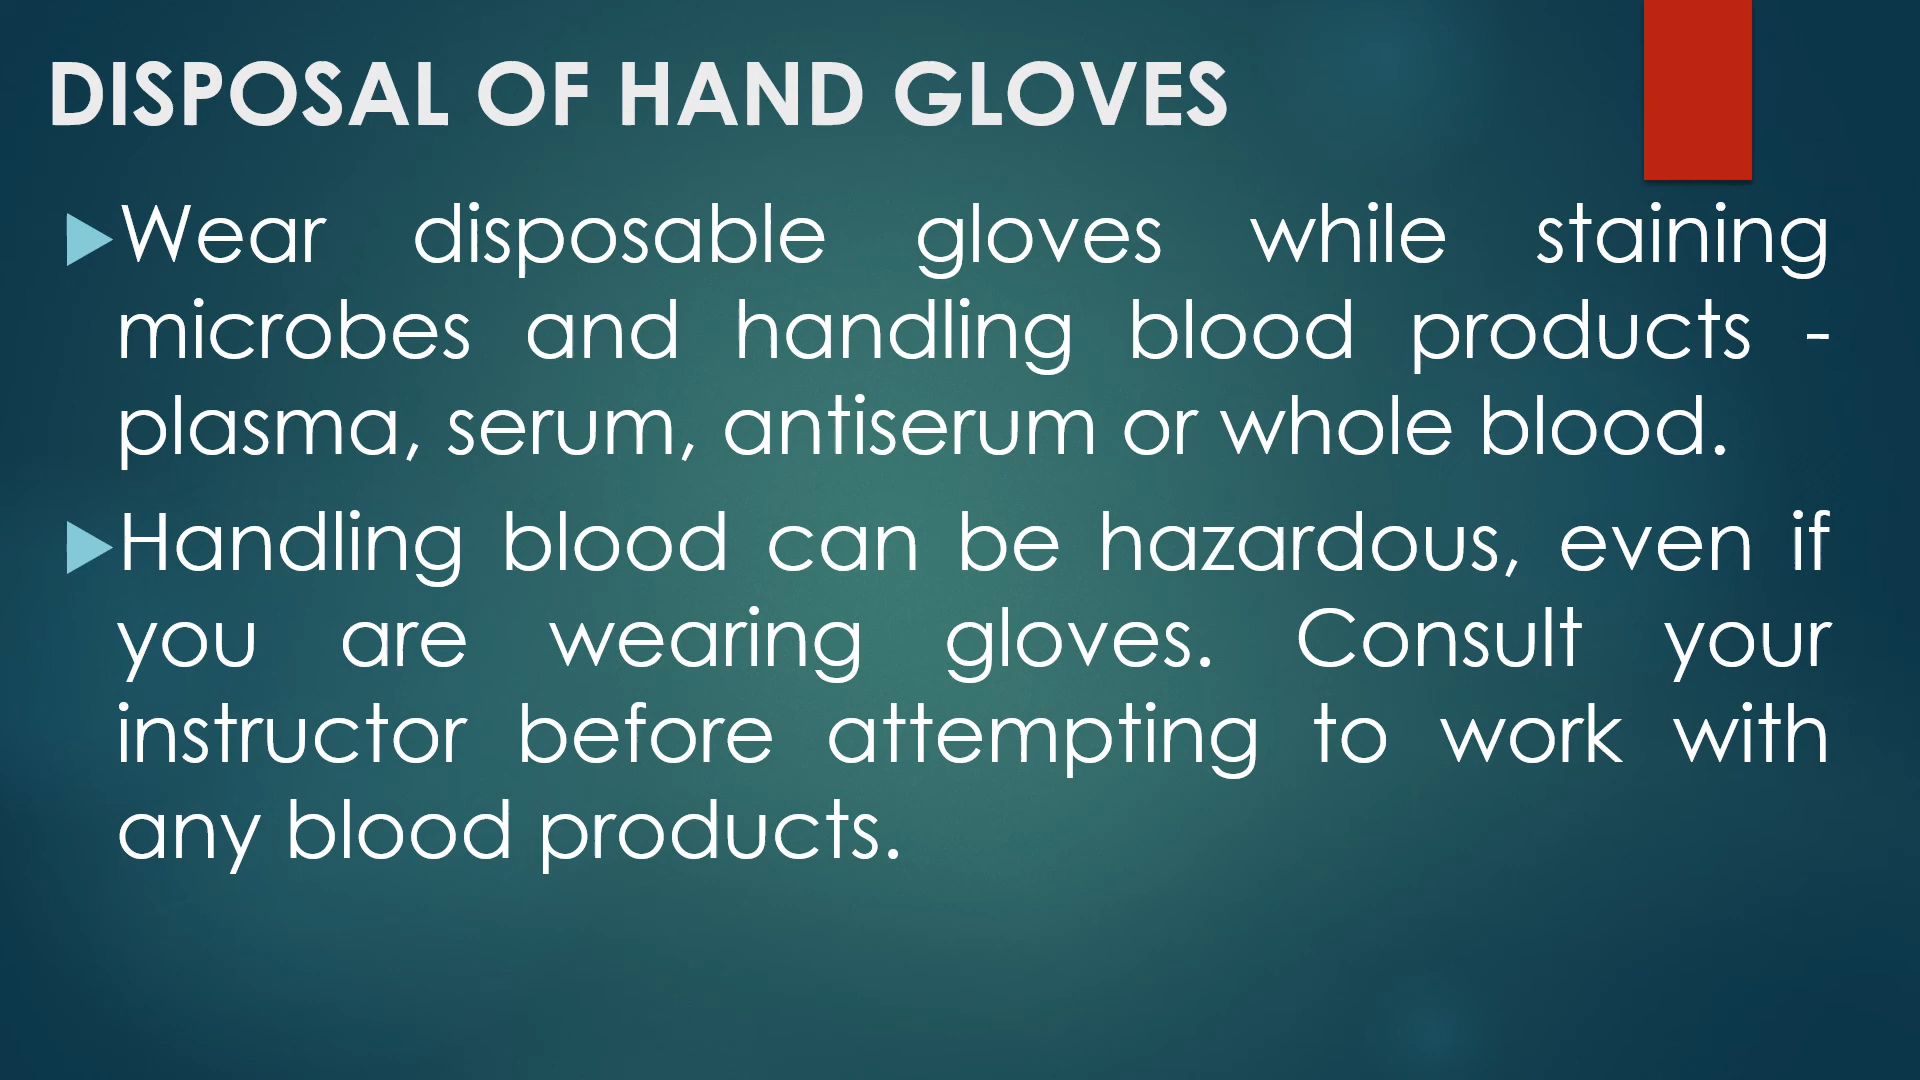 DISPOSAL OF HAND GLOVES
Wear disposable gloves while staining
microbes and handling blood products -
plasma, serum, antiserum or whole blood.
Handling blood can be hazardous, even if
you are wearing gloves. Consult your
instructor before attempting to work with
any blood products.